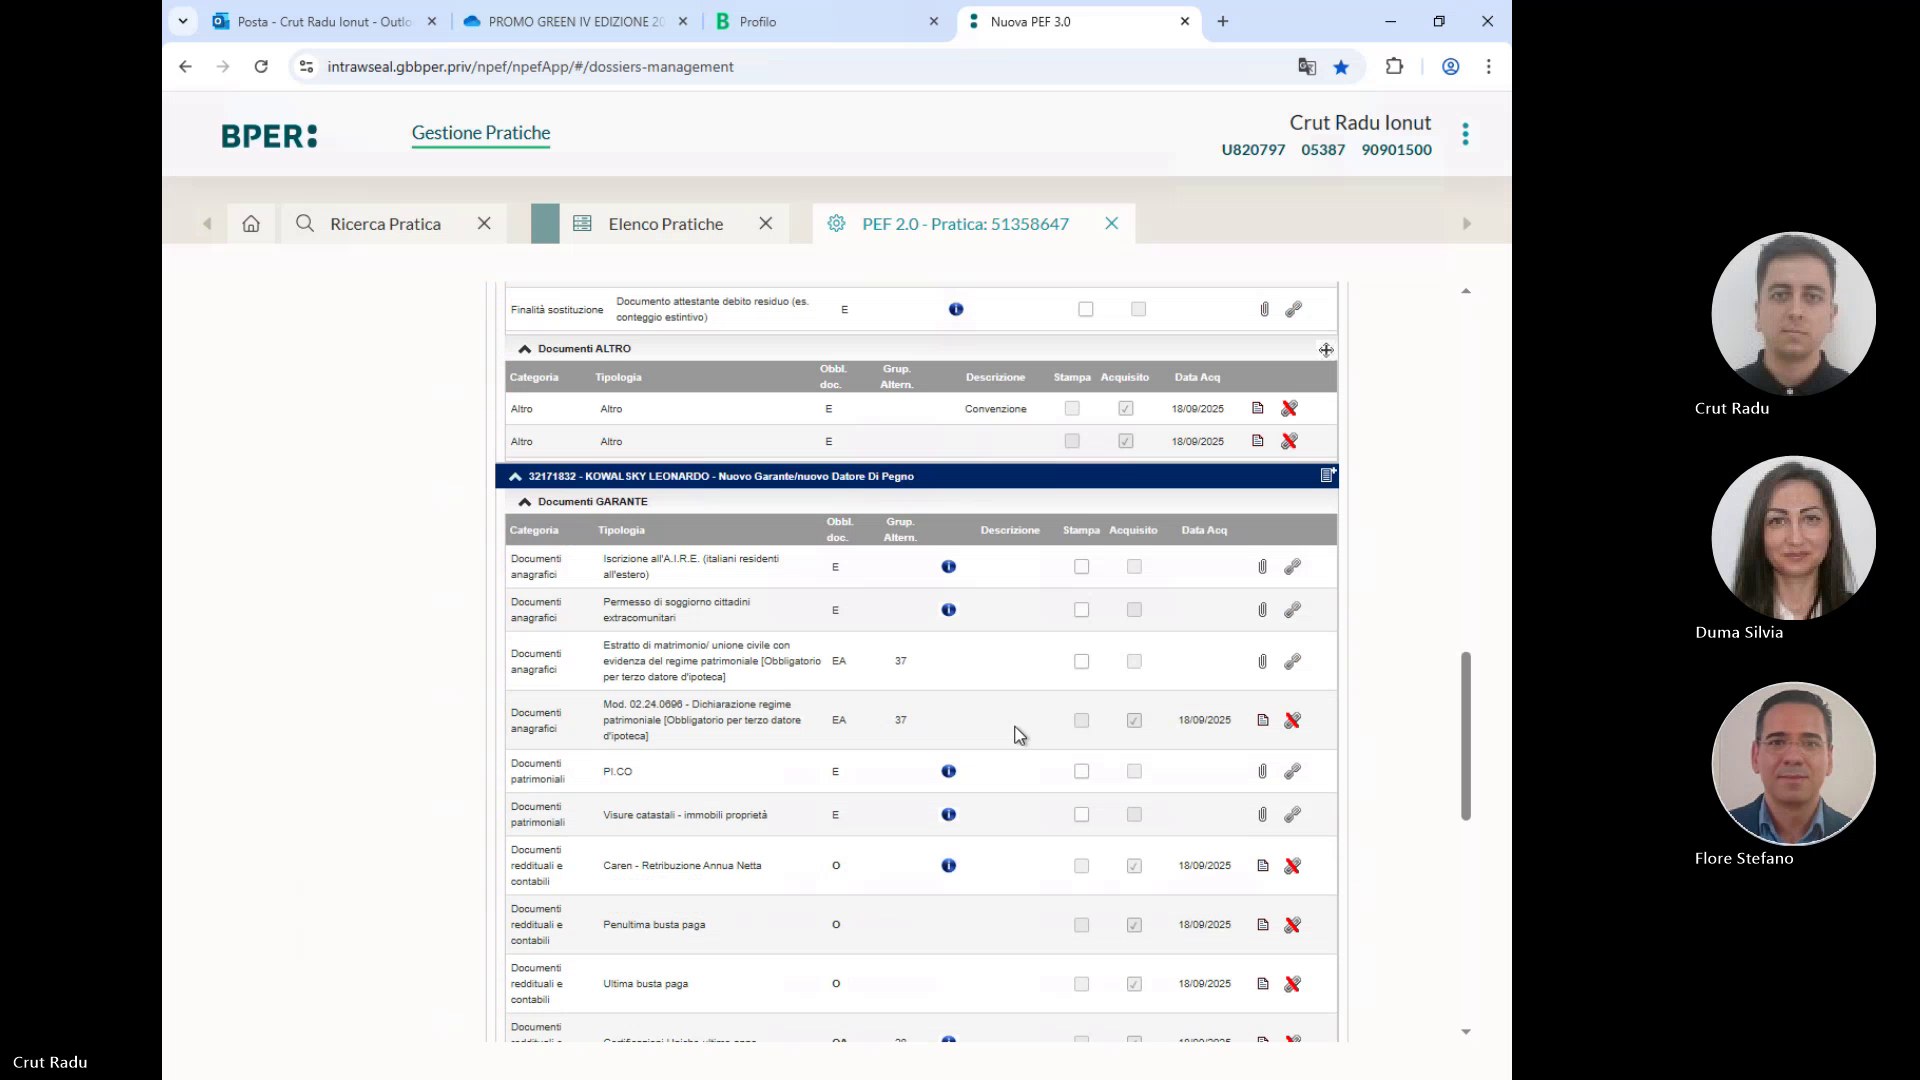 Posta - Crut Radu Ionut - Outlo
PROMO GREEN IV EDIZIONE 20
Profilo
Nuova PEF 3.0
intrawseal.gbbper.priv/npef/npefApp/#/dossiers-management
BPER:
Gestione Pratiche
Crut Radu Ionut
U820797 05387 90901500
Ricerca Pratica
Elenco Pratiche
PEF 2.0 - Pratica: 51358647
Finalità sostituzione
Documento attestante debito residuo (es.
conteggio estintivo)
E
Documenti ALTRO
Categoria Tipologia Obbl. doc. Grup. Altern. Descrizione Stampa Acquisito Data Acq
Altro Altro E Convenzione 18/09/2025
Altro Altro E 18/09/2025
32171832 - KOWALSKY LEONARDO - Nuovo Garante/nuovo Datore Di Pegno
Documenti GARANTE
Categoria Tipologia Obbl. doc. Grup. Altern. Descrizione Stampa Acquisito Data Acq
Documenti
anagrafici
Iscrizione all'A.I.R.E. (italiani residenti
all'estero)
E
Documenti
anagrafici
Permesso di soggiorno cittadini
extracomunitari
E
Documenti
anagrafici
Estratto di matrimonio/ unione civile con
evidenza del regime patrimoniale [Obbligatorio
per terzo datore d'ipoteca]
EA 37
Documenti
anagrafici
Mod. 02.24.0696 - Dichiarazione regime
patrimoniale [Obbligatorio per terzo datore
d'ipoteca]
EA 37 18/09/2025
Documenti
patrimoniali
PI.CO
E
Documenti
patrimoniali
Visure catastali - immobili proprietà
E
Documenti
reddituali e
contabili
Caren - Retribuzione Annua Netta
O 18/09/2025
Documenti
reddituali e
contabili
Penultima busta paga
O 18/09/2025
Documenti
reddituali e
contabili
Ultima busta paga
O 18/09/2025
Documenti
Crut Radu
Duma Silvia
Flore Stefano
Crut Radu